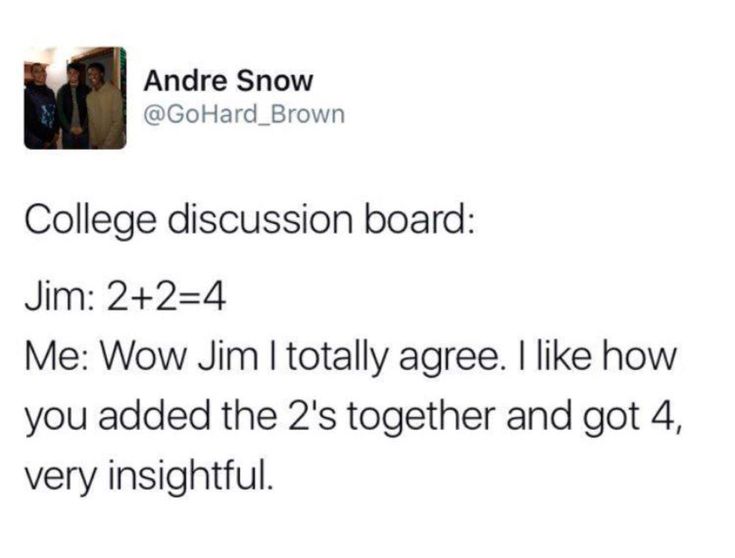 Andre Snow
@GoHard_Brown
College discussion board:
Jim: 2+2=4
Me: Wow Jim I totally agree. I like how
you added the 2's together and got 4,
very insightful.